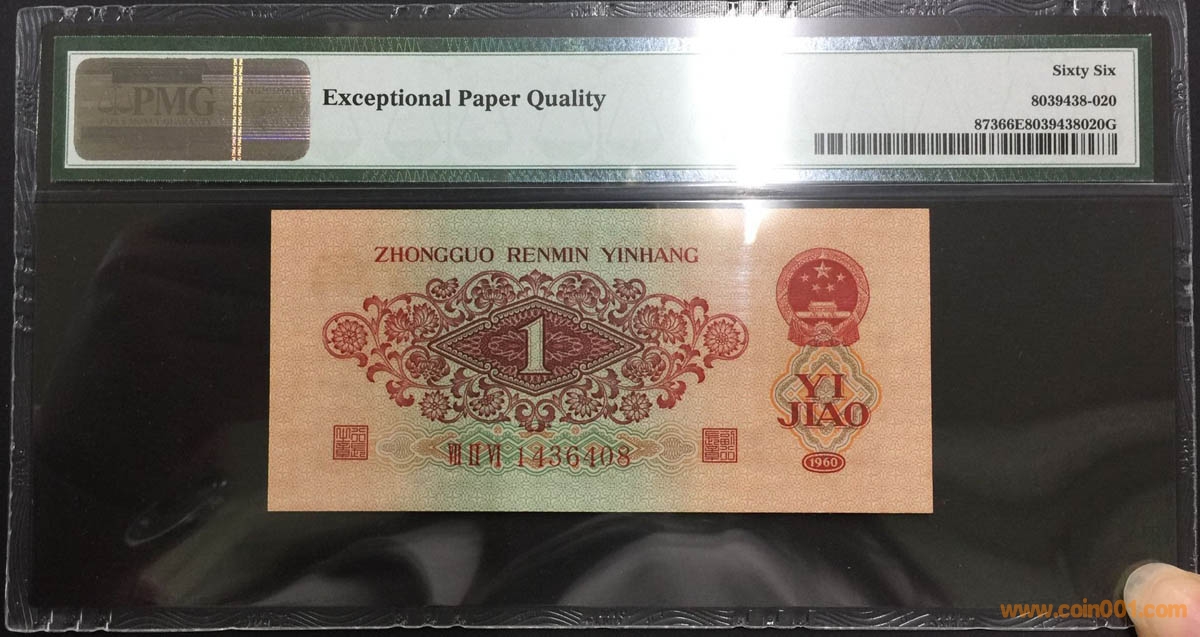 PMG
Exceptional Paper Quality
Sixty Six
8039438-020
87366E8039438020G
ZHONGGUO RENMIN YINHANG
1
YI
JIAO
VIII II VI 1436408
1960
www.coin001.com